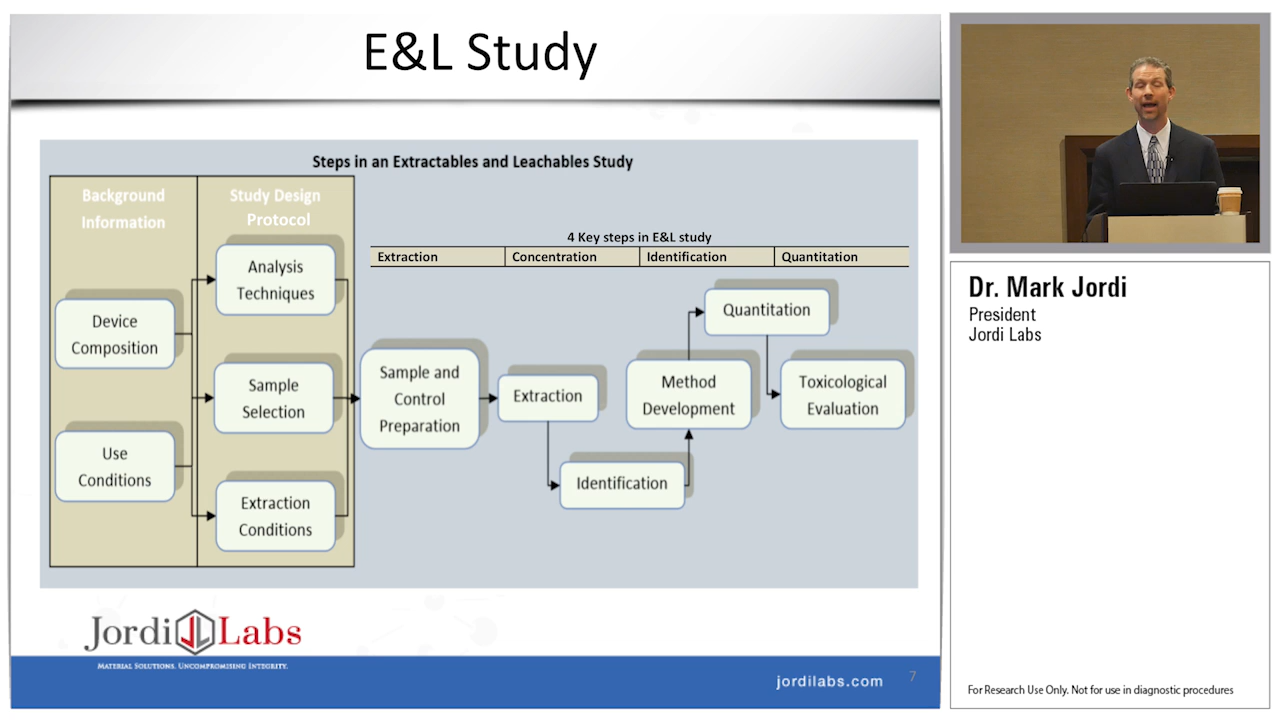 E&L Study
Steps in an Extractables and Leachables Study
Background
Information
Study Design
Protocol
4 Key steps in E&L study
Extraction
Concentration
Identification
Quantitation
Device
Composition
Use
Conditions
Analysis
Techniques
Sample
Selection
Extraction
Conditions
Sample and
Control
Preparation
Extraction
Identification
Method
Development
Quantitation
Toxicological
Evaluation
Jordi JL Labs
MATERIAL SOLUTIONS. UNCOMPROMISING INTEGRITY.
jordilabs.com
7
Dr. Mark Jordi
President
Jordi Labs
For Research Use Only. Not for use in diagnostic procedures